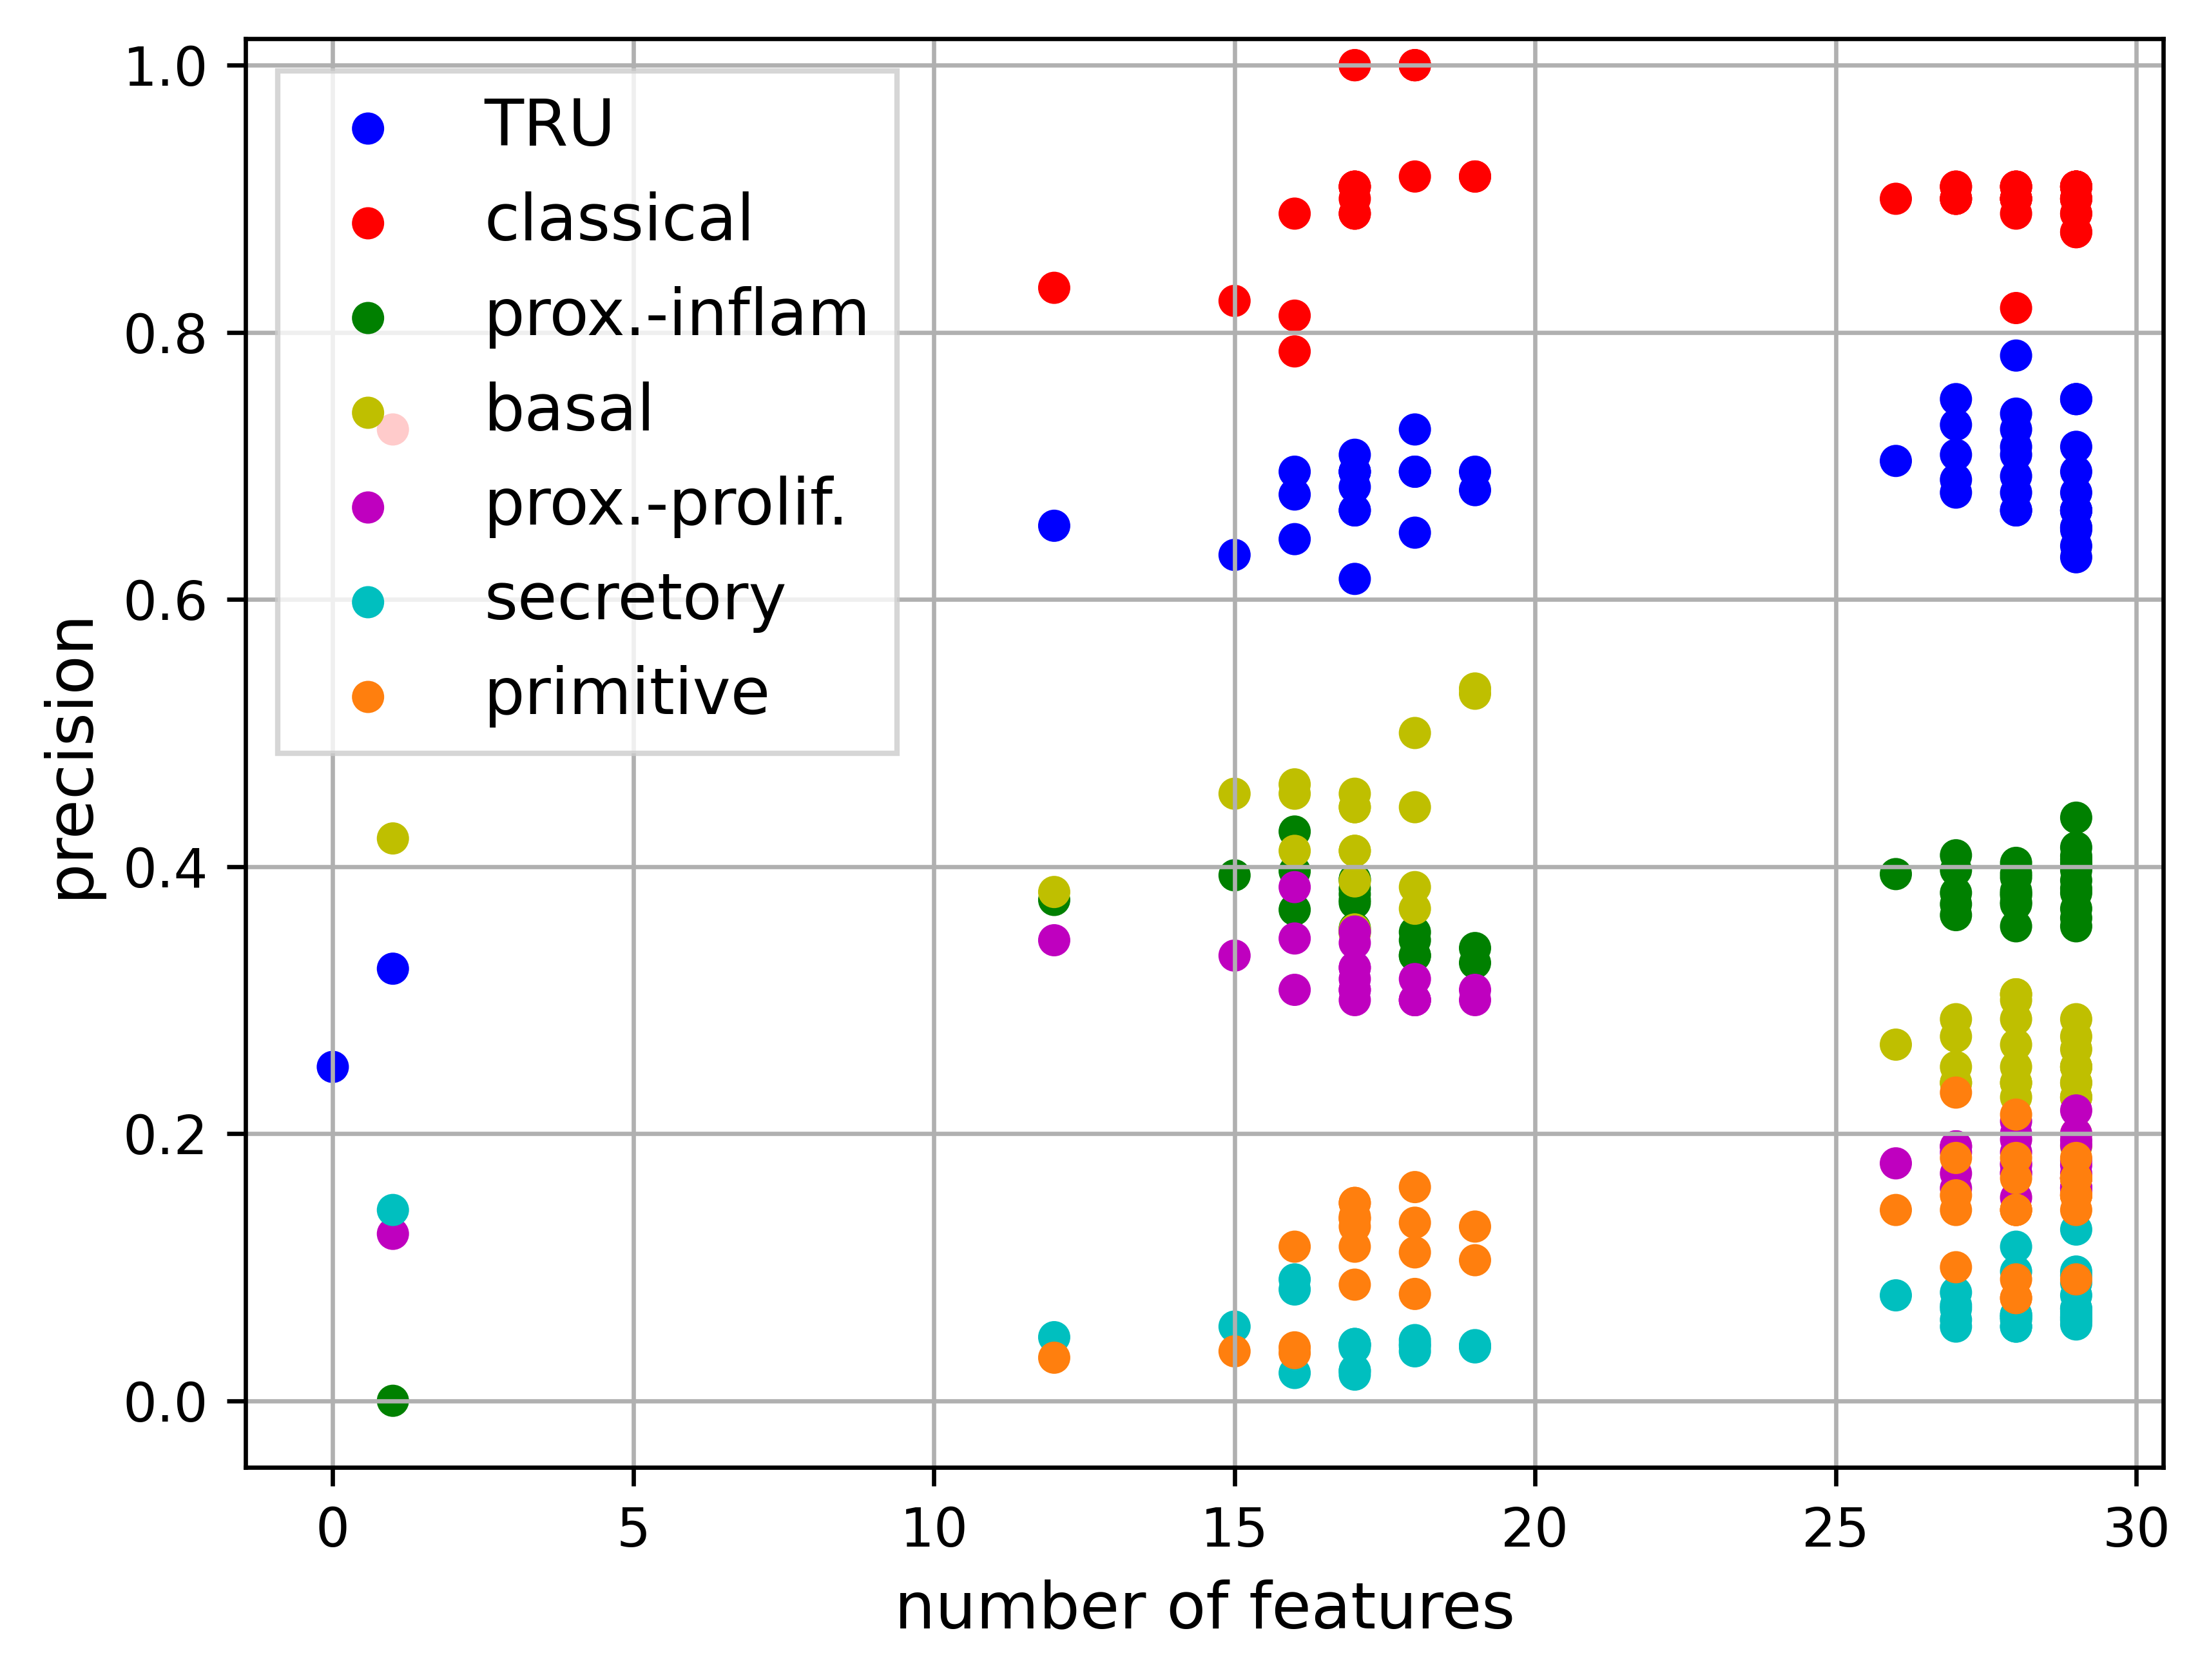 1.0
0.8
0.6
0.4
0.2
0.0
precision
TRU
classical
prox.-inflam
basal
prox.-prolif.
secretory
primitive
0 5 10 15 20 25 30
number of features